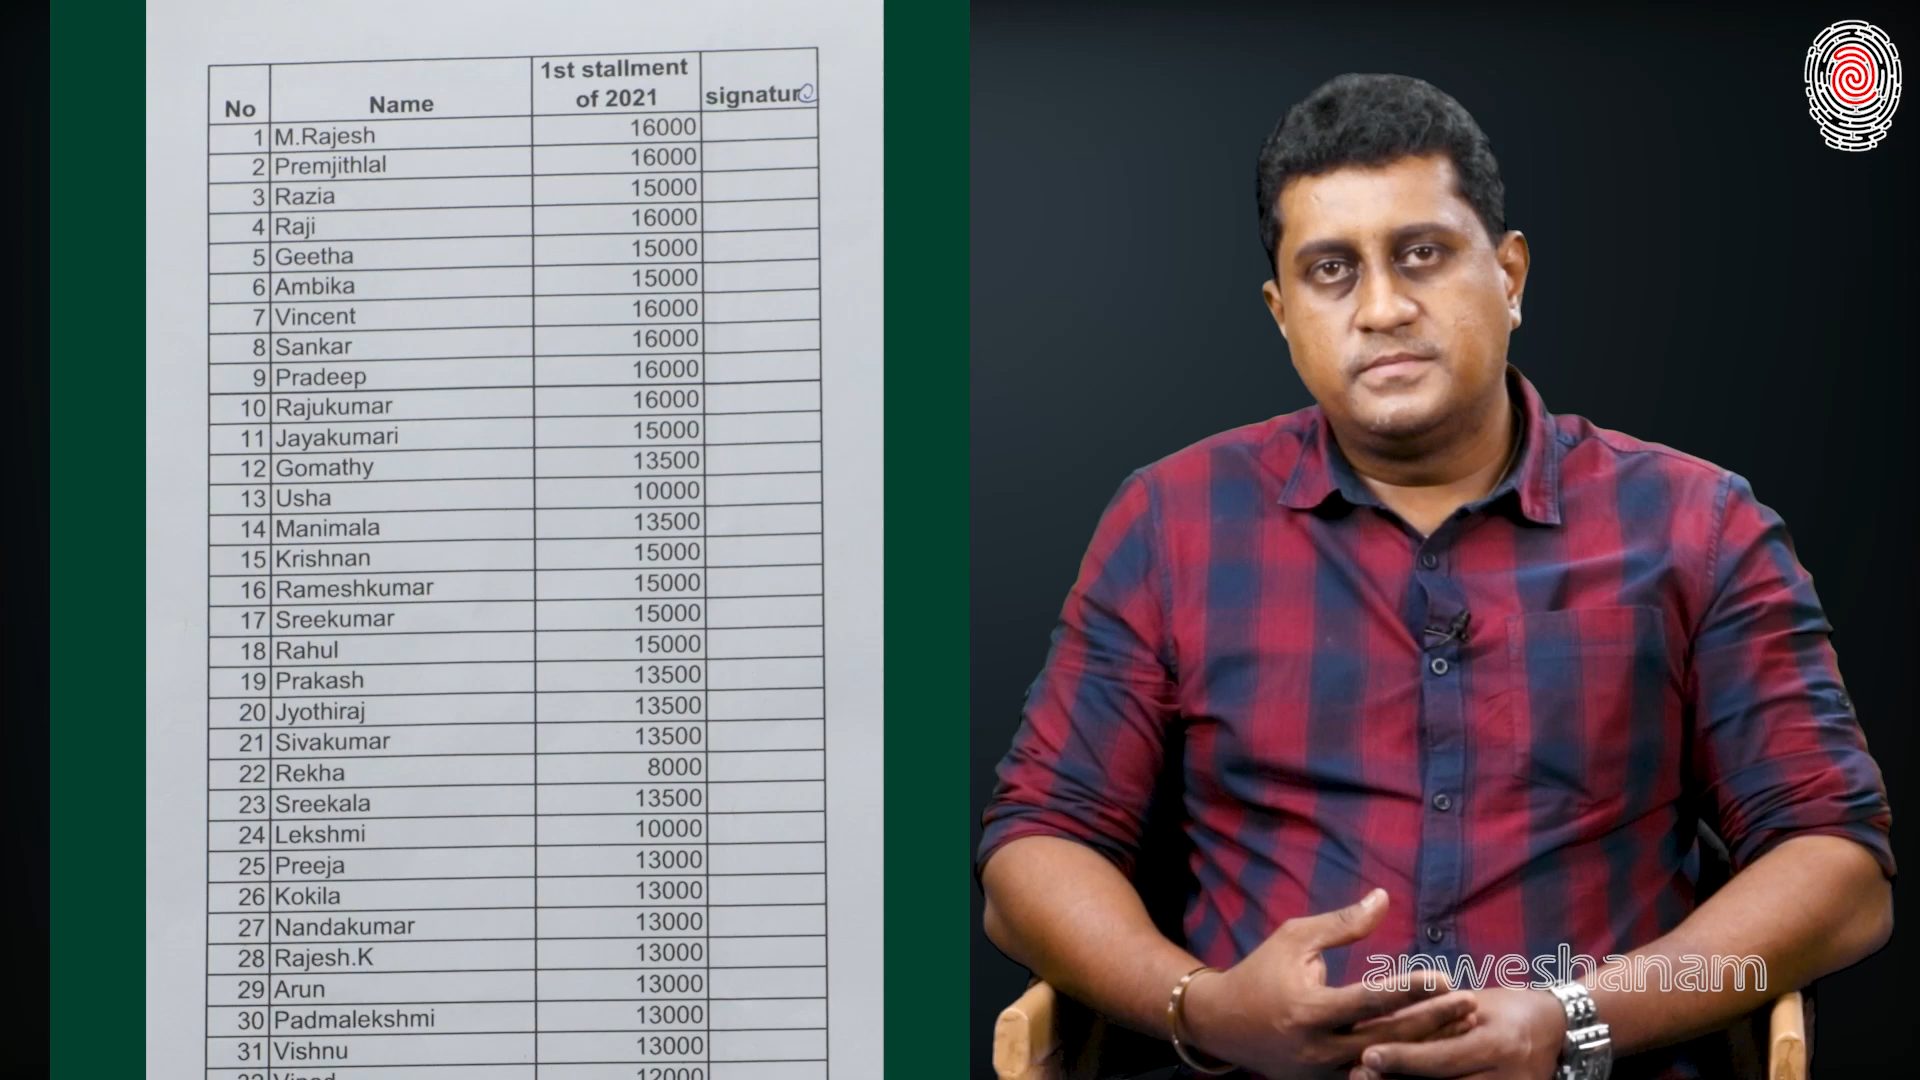 No Name 1st stallment of 2021 signatur
1 M.Rajesh 16000
2 Premjithlal 16000
3 Razia 15000
4 Raji 16000
5 Geetha 15000
6 Ambika 15000
7 Vincent 16000
8 Sankar 16000
9 Pradeep 16000
10 Rajukumar 16000
11 Jayakumari 15000
12 Gomathy 13500
13 Usha 10000
14 Manimala 13500
15 Krishnan 15000
16 Rameshkumar 15000
17 Sreekumar 15000
18 Rahul 15000
19 Prakash 13500
20 Jyothiraj 13500
21 Sivakumar 13500
22 Rekha 8000
23 Sreekala 13500
24 Lekshmi 10000
25 Preeja 13000
26 Kokila 13000
27 Nandakumar 13000
28 Rajesh.K 13000
29 Arun 13000
30 Padmalekshmi 13000
31 Vishnu 13000
32 12000
anweshanam